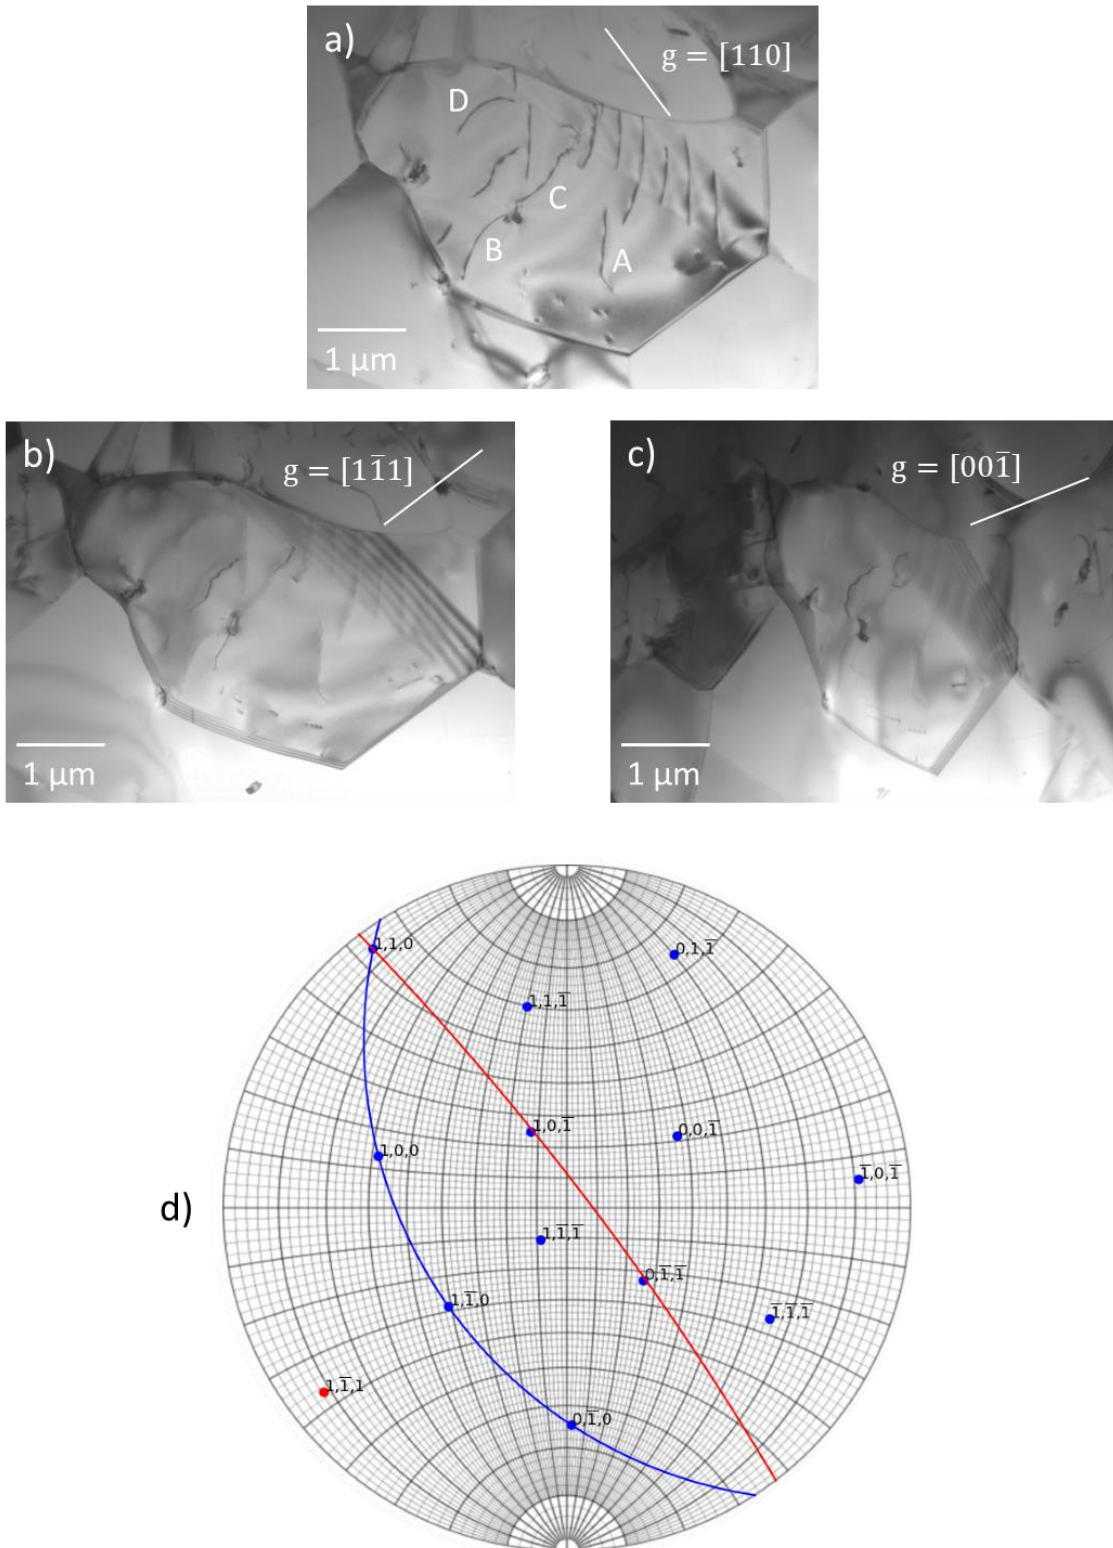 a)
g = [110]
D
C
B
A
1 μm
b)
g = [11̅1]
1 μm
c)
g = [001̅]
1 μm
d)
1,1,0
0,1,1̅
1,1,1̅
1,0,1̅
0,0,1̅
1,0,0
1̅,0,1̅
1,1̅,1̅
0,1̅,1̅
1,1̅,0
1̅,1̅,1̅
1,1̅,1
0,1̅,0